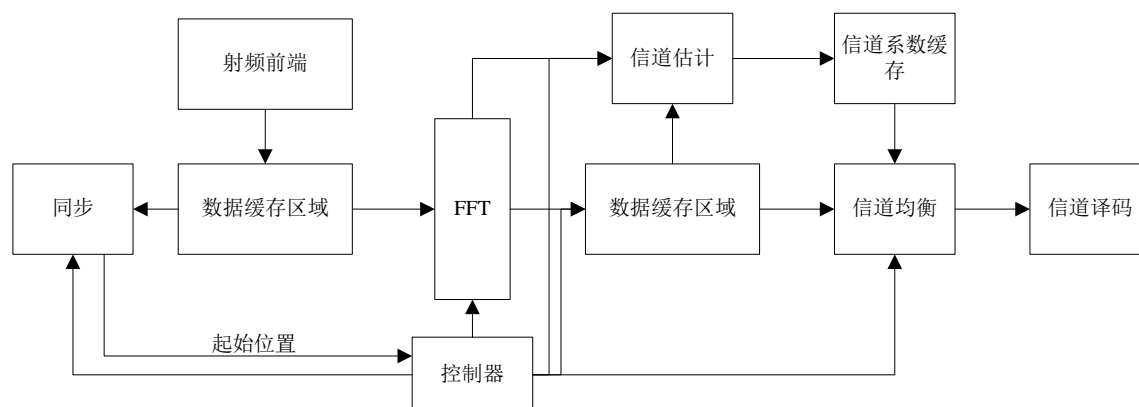 射频前端
信道估计
信道系数缓
存
同步
数据缓存区域
FFT
数据缓存区域
信道均衡
信道译码
起始位置
控制器